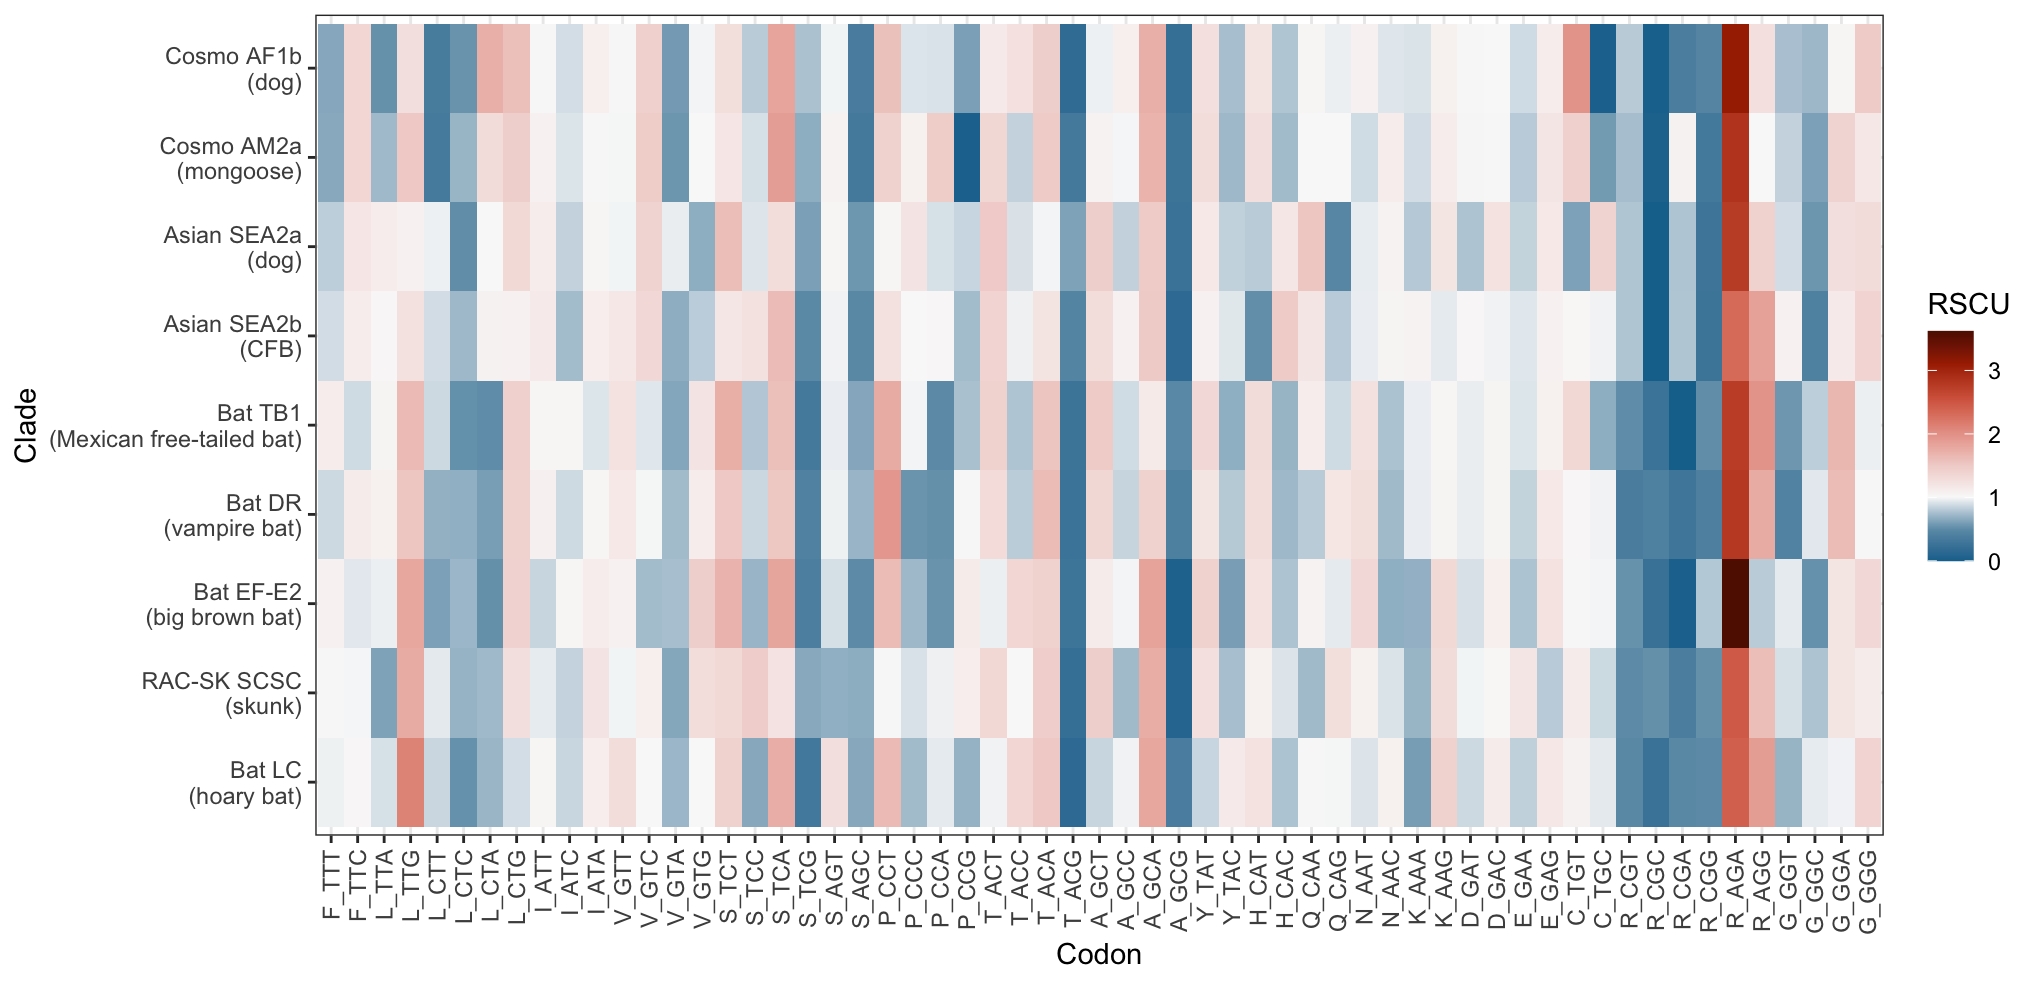 Cosmo AF1b
(dog)
Cosmo AM2a
(mongoose)
Asian SEA2a
(dog)
Asian SEA2b
(CFB)
Bat TB1
(Mexican free-tailed bat)
Bat DR
(vampire bat)
Bat EF-E2
(big brown bat)
RAC-SK SCSC
(skunk)
Bat LC
(hoary bat)
Clade
F_TTT
F_TTC
L_TTA
L_TTG
L_CTT
L_CTC
L_CTA
L_CTG
I_ATT
I_ATC
I_ATA
V_GTT
V_GTC
V_GTA
V_GTG
S_TCT
S_TCC
S_TCA
S_TCG
S_AGT
S_AGC
P_CCT
P_CCC
P_CCA
P_CCG
T_ACT
T_ACC
T_ACA
T_ACG
A_GCT
A_GCC
A_GCA
A_GCG
Y_TAT
Y_TAC
H_CAT
H_CAC
Q_CAA
Q_CAG
N_AAT
N_AAC
K_AAA
K_AAG
D_GAT
D_GAC
E_GAA
E_GAG
C_TGT
C_TGC
R_CGT
R_CGC
R_CGA
R_CGG
R_AGA
R_AGG
G_GGT
G_GGC
G_GGA
G_GGG
Codon
RSCU
3
2
1
0